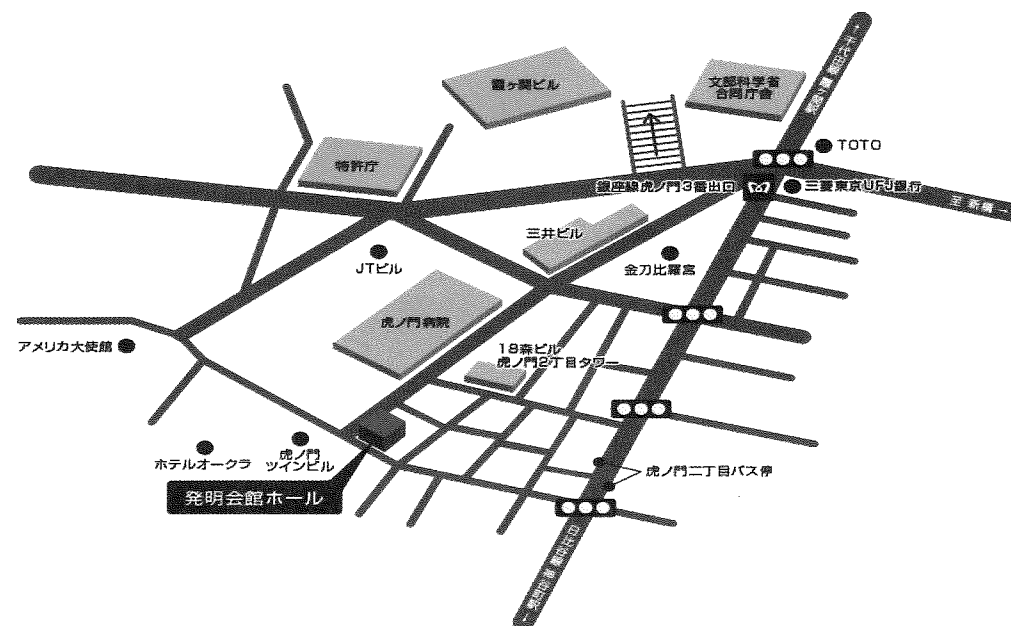 霞ヶ関ビル
文部科学省
合同庁舎
特許庁
TOTO
銀座線虎ノ門3番出口
三菱東京UFJ銀行
至 新橋→
三井ビル
金刀比羅宮
JTビル
虎ノ門病院
18森ビル
虎ノ門2丁目タワー
アメリカ大使館
ホテルオークラ
虎ノ門
ツインビル
虎ノ門二丁目バス停
発明会館ホール